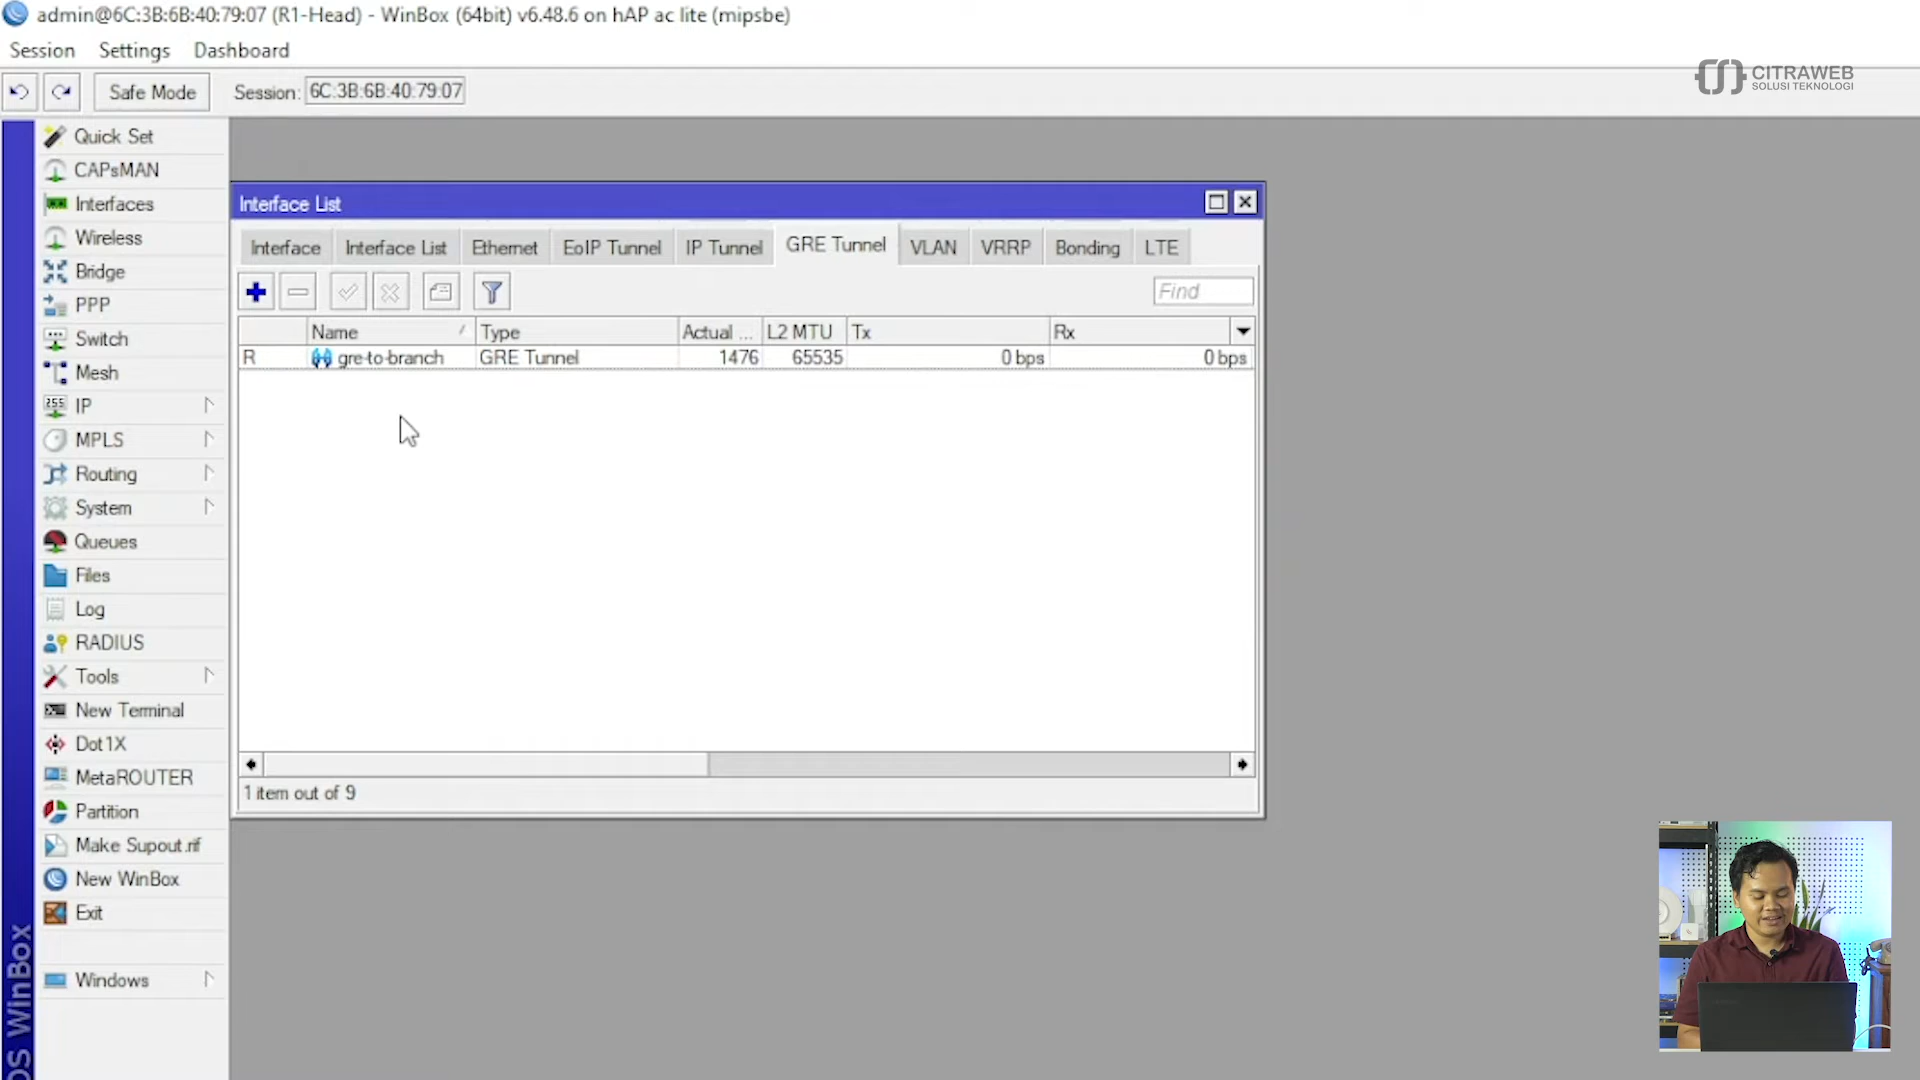 admin@6C:3B:6B:40:79:07 (R1-Head) - WinBox (64bit) v6.48.6 on hAP ac lite (mipsbe)
Session Settings Dashboard
Safe Mode Session: 6C:3B:6B:40:79:07
CITRAWEB
SOLUSI TEKNOLOGI
Quick Set
CAPsMAN
Interfaces
Wireless
Bridge
PPP
Switch
Mesh
IP
MPLS
Routing
System
Queues
Files
Log
RADIUS
Tools
New Terminal
Dot1X
MetaROUTER
Partition
Make Supout.rif
New WinBox
Exit
Windows
OS WinBox
Interface List
Interface Interface List Ethernet EoIP Tunnel IP Tunnel GRE Tunnel VLAN VRRP Bonding LTE
Find
Name Type Actual ... L2 MTU Tx Rx
R gre-to-branch GRE Tunnel 1476 65535 0 bps 0 bps
1 item out of 9